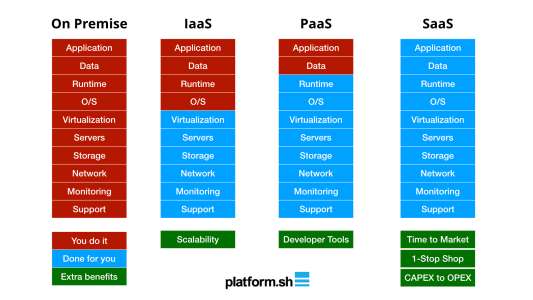 On Premise
IaaS
PaaS
SaaS
Application
Application
Application
Application
Data
Data
Data
Data
Runtime
Runtime
Runtime
Runtime
O/S
O/S
O/S
O/S
Virtualization
Virtualization
Virtualization
Virtualization
Servers
Servers
Servers
Servers
Storage
Storage
Storage
Storage
Network
Network
Network
Network
Monitoring
Monitoring
Monitoring
Monitoring
Support
Support
Support
Support
You do it
Scalability
Developer Tools
Time to Market
Done for you
1-Stop Shop
Extra benefits
CAPEX to OPEX
platform.sh